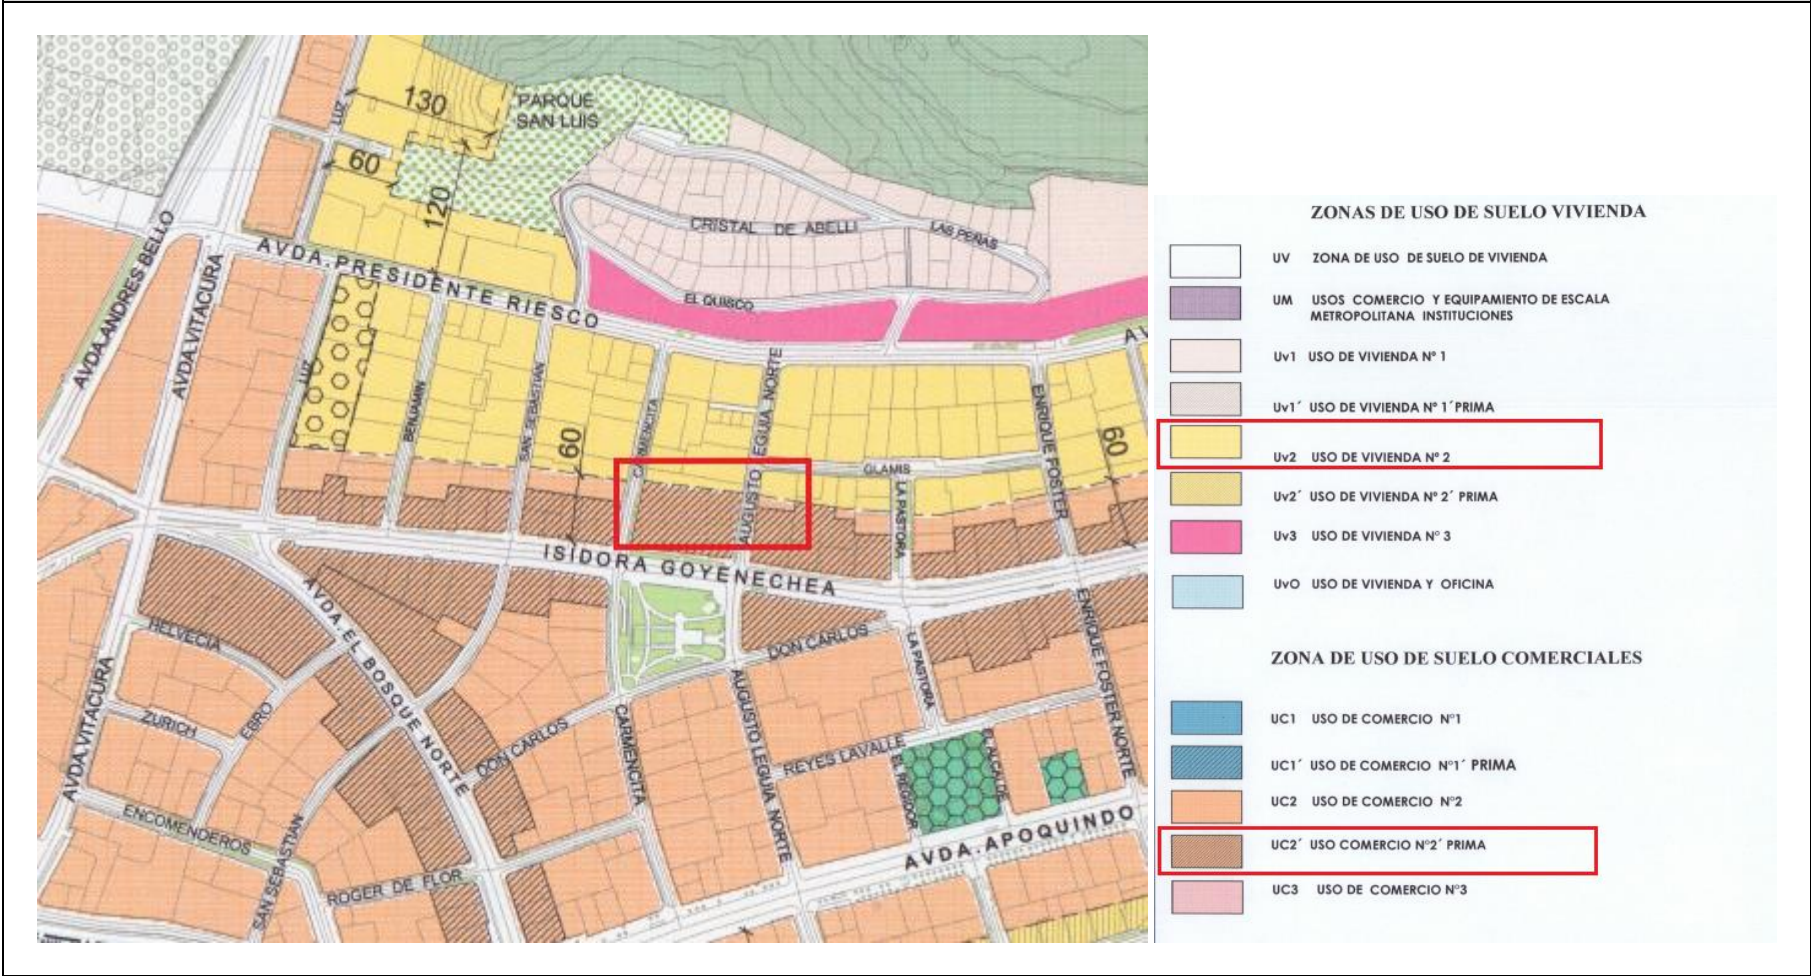 130
PARQUE
SAN LUIS
LUZ
60
120
CRISTAL DE ABELLI
LAS PEÑAS
AVDA.PRESIDENTE RIESCO
EL QUISCO
AVDA.ANDRES BELLO
AVDA.VITACURA
LUZ
BENJAMIN
SAN SEBASTIAN
60
CARMENCITA
AUGUSTO LEGUIA NORTE
GLAMIS
LA PASTORA
ENRIQUE FOSTER
60
AV
ISIDORA GOYENECHEA
HELVECIA
AVDA.EL BOSQUE NORTE
DON CARLOS
LA PASTORA
ENRIQUE FOSTER NORTE
ZURICH
EBRO
DON CARLOS
CARMENCITA
AUGUSTO LEGUIA NORTE
REYES LAVALLE
EL REGIDOR
EL ALCALDE
AVDA.VITACURA
ENCOMENDEROS
SAN SEBASTIAN
ROGER DE FLOR
AVDA.APOQUINDO
ZONAS DE USO DE SUELO VIVIENDA
UV ZONA DE USO DE SUELO DE VIVIENDA
UM USOS COMERCIO Y EQUIPAMIENTO DE ESCALA
METROPOLITANA INSTITUCIONES
Uv1 USO DE VIVIENDA Nº 1
Uv1´ USO DE VIVIENDA Nº 1´PRIMA
Uv2 USO DE VIVIENDA Nº 2
Uv2´ USO DE VIVIENDA Nº 2´ PRIMA
Uv3 USO DE VIVIENDA N° 3
UvO USO DE VIVIENDA Y OFICINA
ZONA DE USO DE SUELO COMERCIALES
UC1 USO DE COMERCIO N°1
UC1´ USO DE COMERCIO N°1´ PRIMA
UC2 USO DE COMERCIO N°2
UC2´ USO COMERCIO N°2´ PRIMA
UC3 USO DE COMERCIO N°3